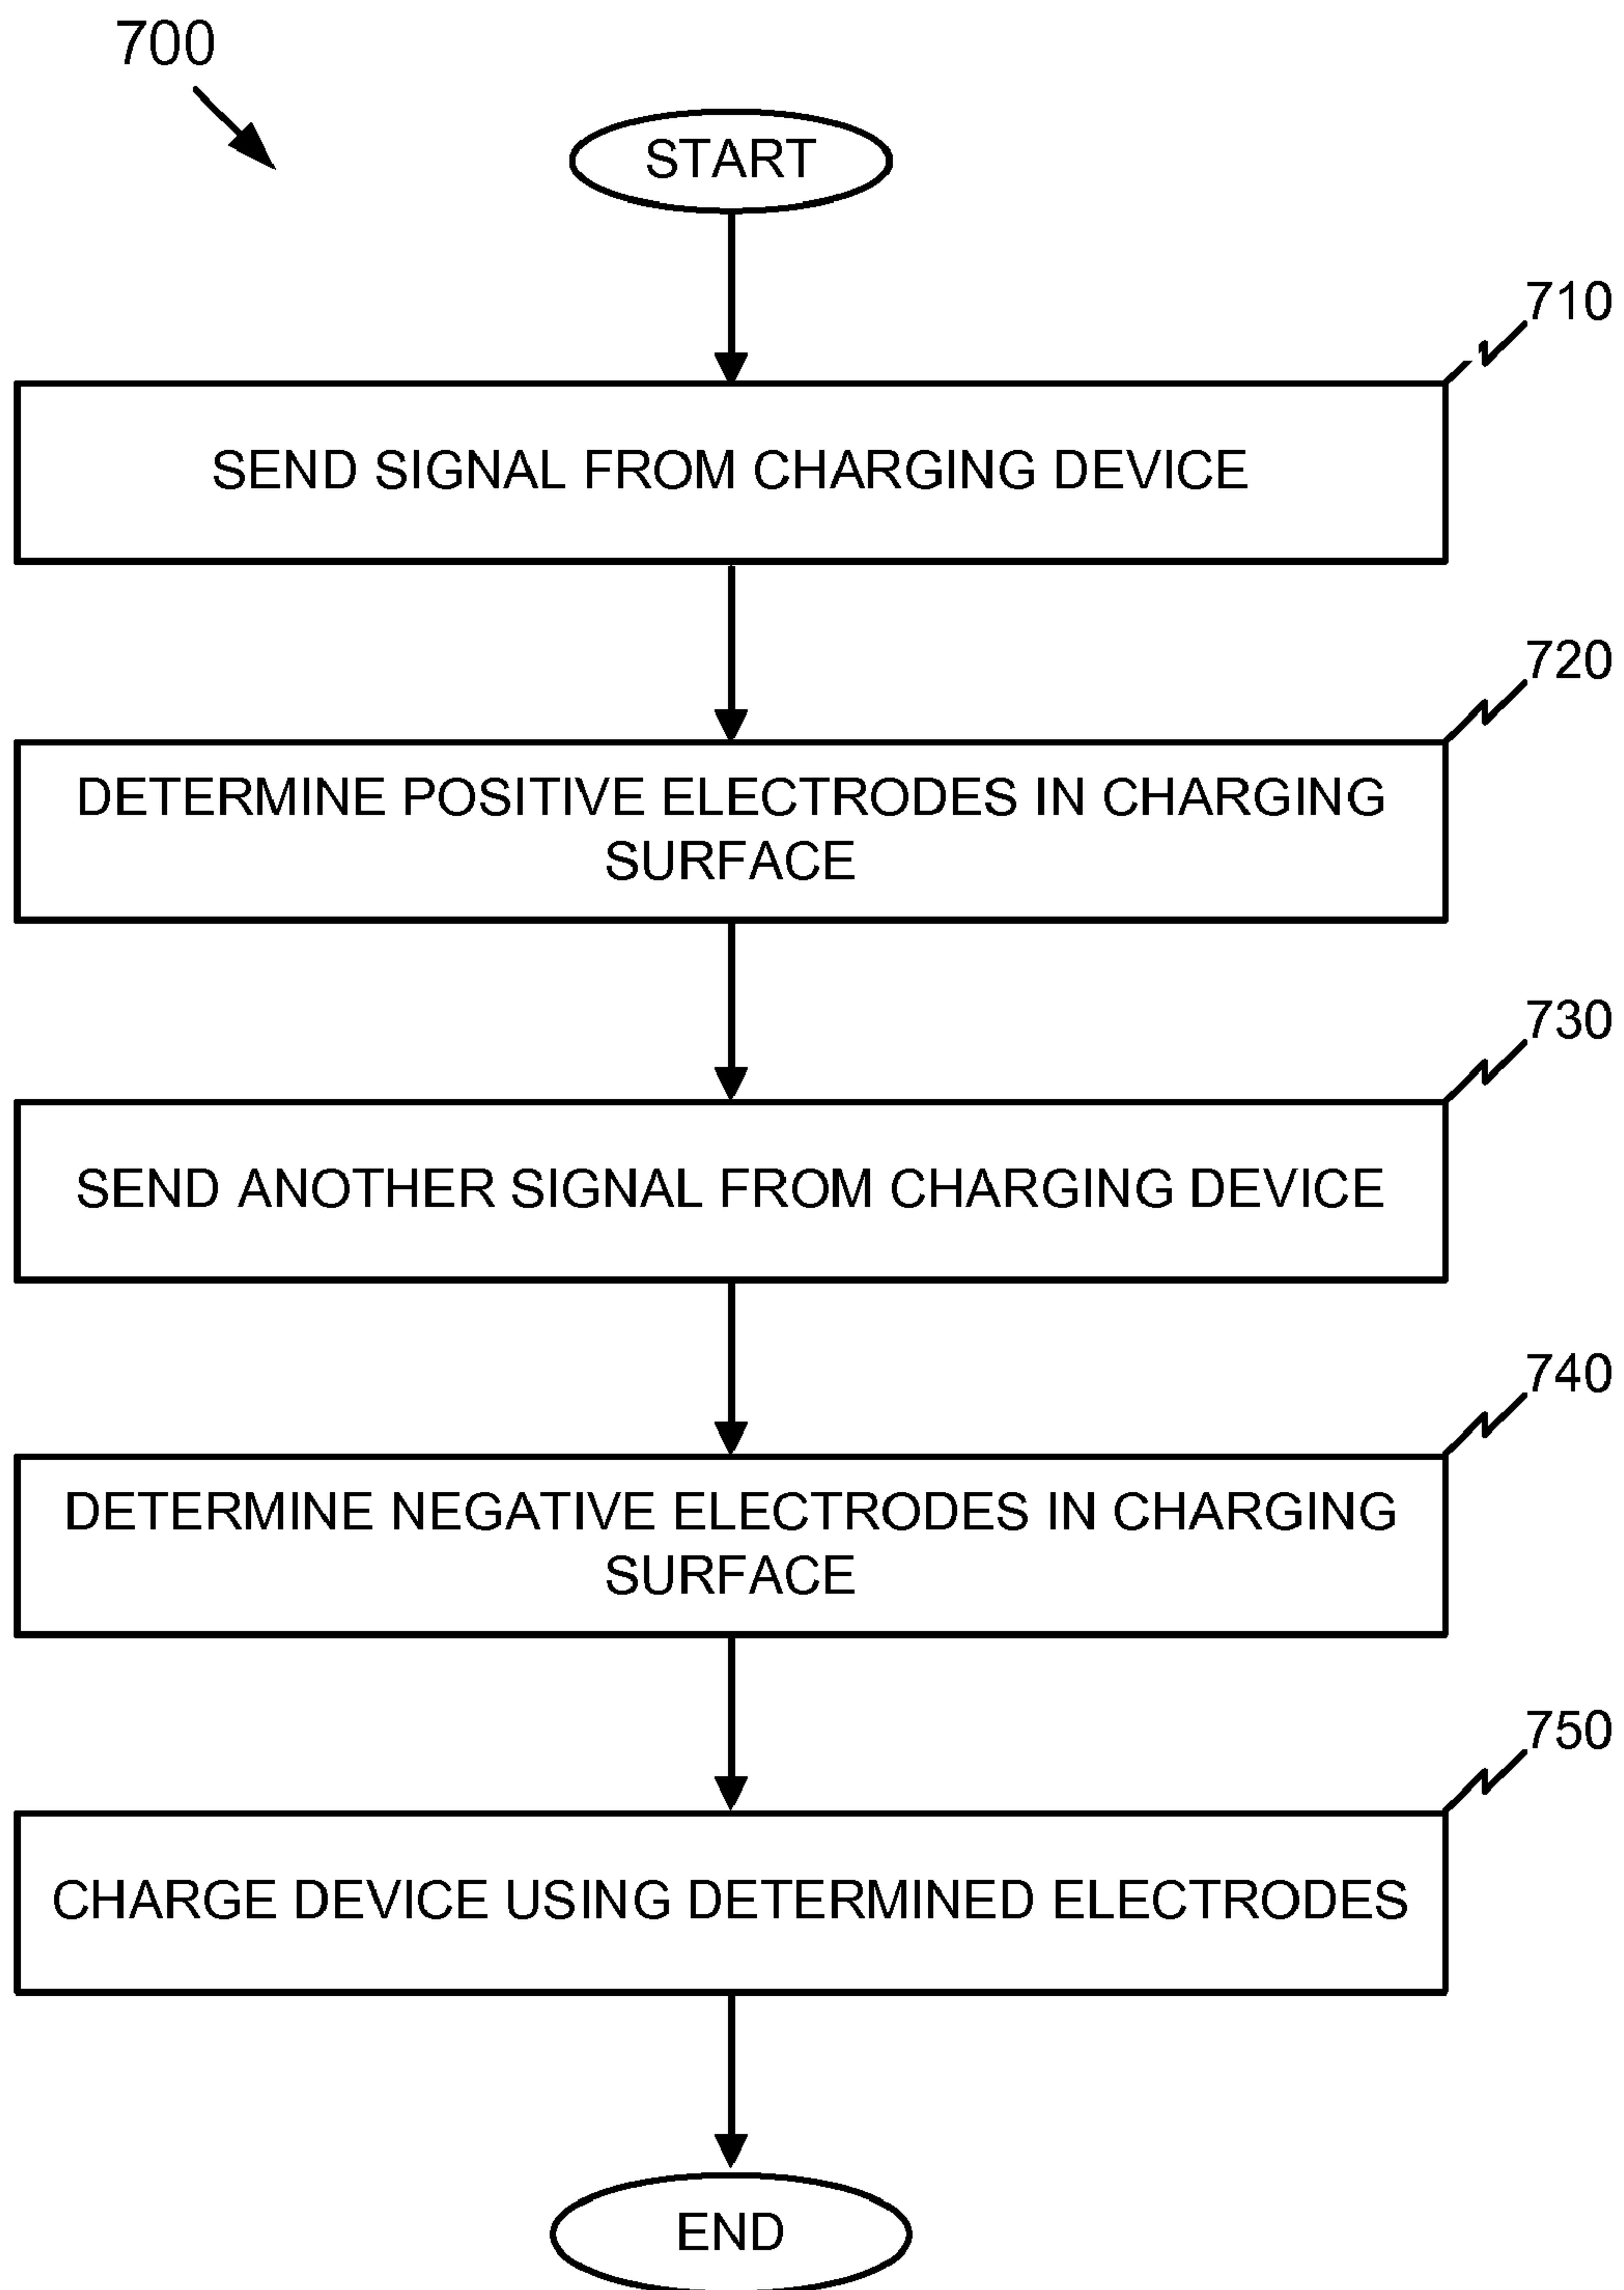 700
START
710
SEND SIGNAL FROM CHARGING DEVICE
720
DETERMINE POSITIVE ELECTRODES IN CHARGING
SURFACE
730
SEND ANOTHER SIGNAL FROM CHARGING DEVICE
740
DETERMINE NEGATIVE ELECTRODES IN CHARGING
SURFACE
750
CHARGE DEVICE USING DETERMINED ELECTRODES
END